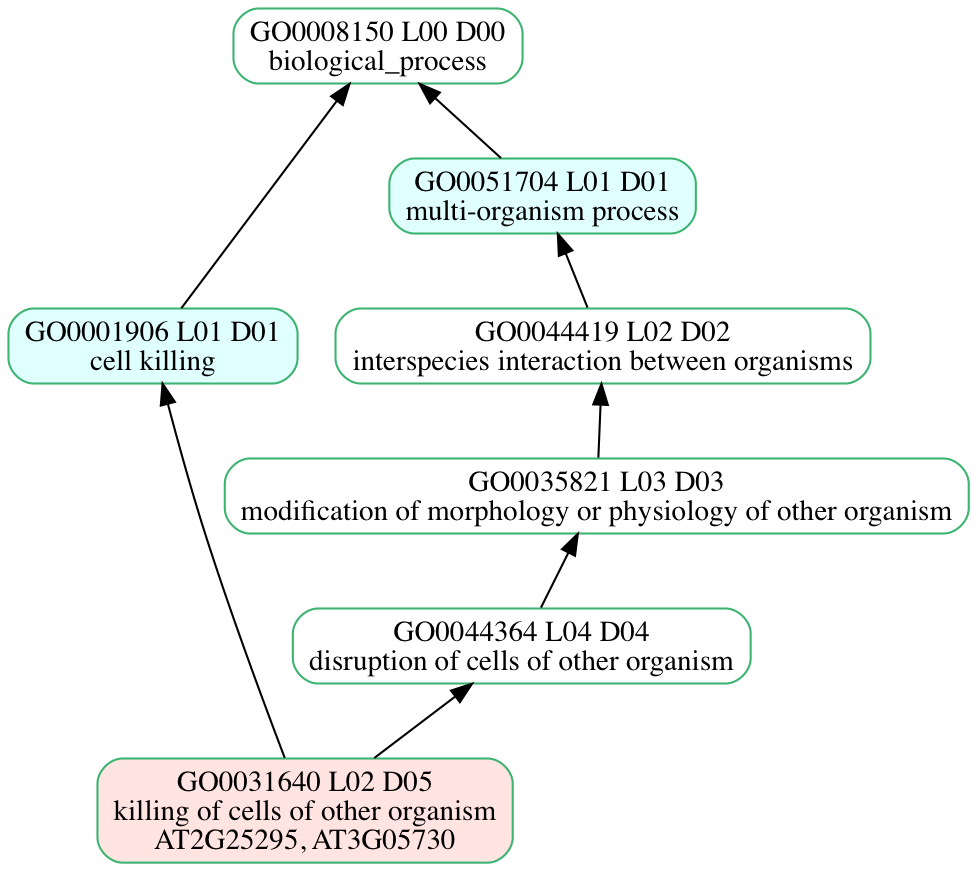 GO0008150 L00 D00
biological_process
GO0051704 L01 D01
multi-organism process
GO0001906 L01 D01
cell killing
GO0044419 L02 D02
interspecies interaction between organisms
GO0035821 L03 D03
modification of morphology or physiology of other organism
GO0044364 L04 D04
disruption of cells of other organism
GO0031640 L02 D05
killing of cells of other organism
AT2G25295, AT3G05730